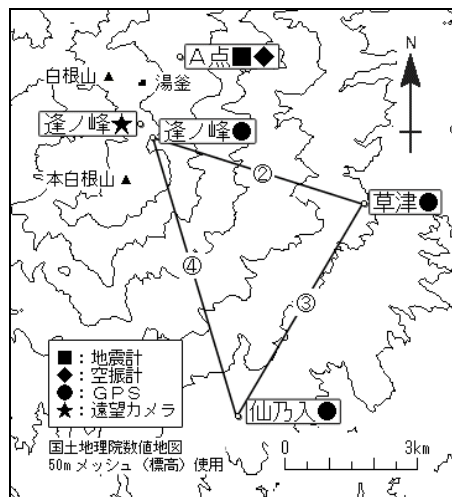 A点■◆
N
白根山▲
湯釜
逢ノ峰★
逢ノ峰●
本白根山▲
②
草津●
④
③
■：地震計
◆：空振計
●：ＧＰＳ
★：遠望カメラ
仙乃入●
国土地理院数値地図
50mメッシュ（標高）使用
0 3km